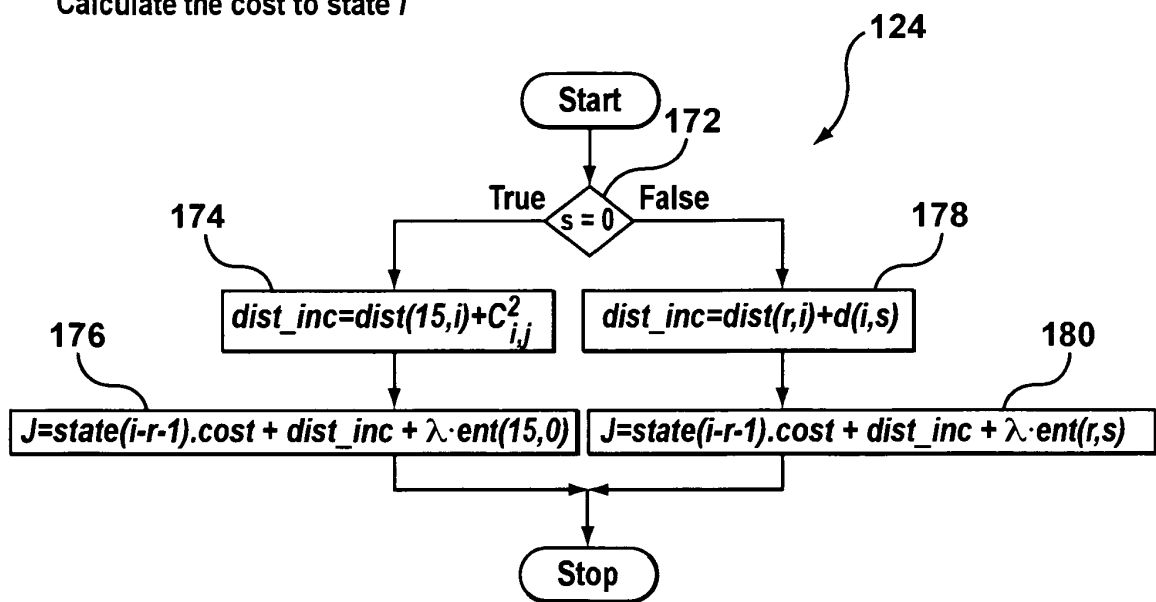 Calculate the cost to state i
124
Start
172
True
False
s = 0
174
178
dist_inc=dist(15,i)+C²i,j
dist_inc=dist(r,i)+d(i,s)
176
180
J=state(i-r-1).cost + dist_inc + λ·ent(15,0)
J=state(i-r-1).cost + dist_inc + λ·ent(r,s)
Stop